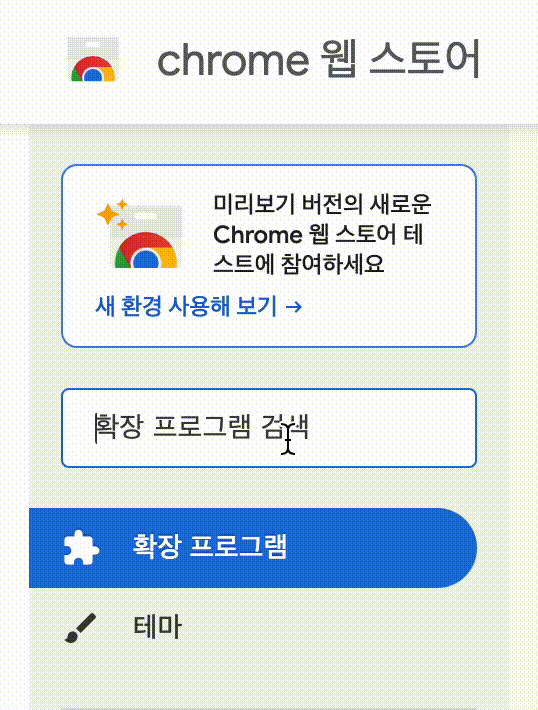 chrome 웹 스토어
미리보기 버전의 새로운
Chrome 웹 스토어 테
스트에 참여하세요
새 환경 사용해 보기 →
확장 프로그램 검색
확장 프로그램
테마